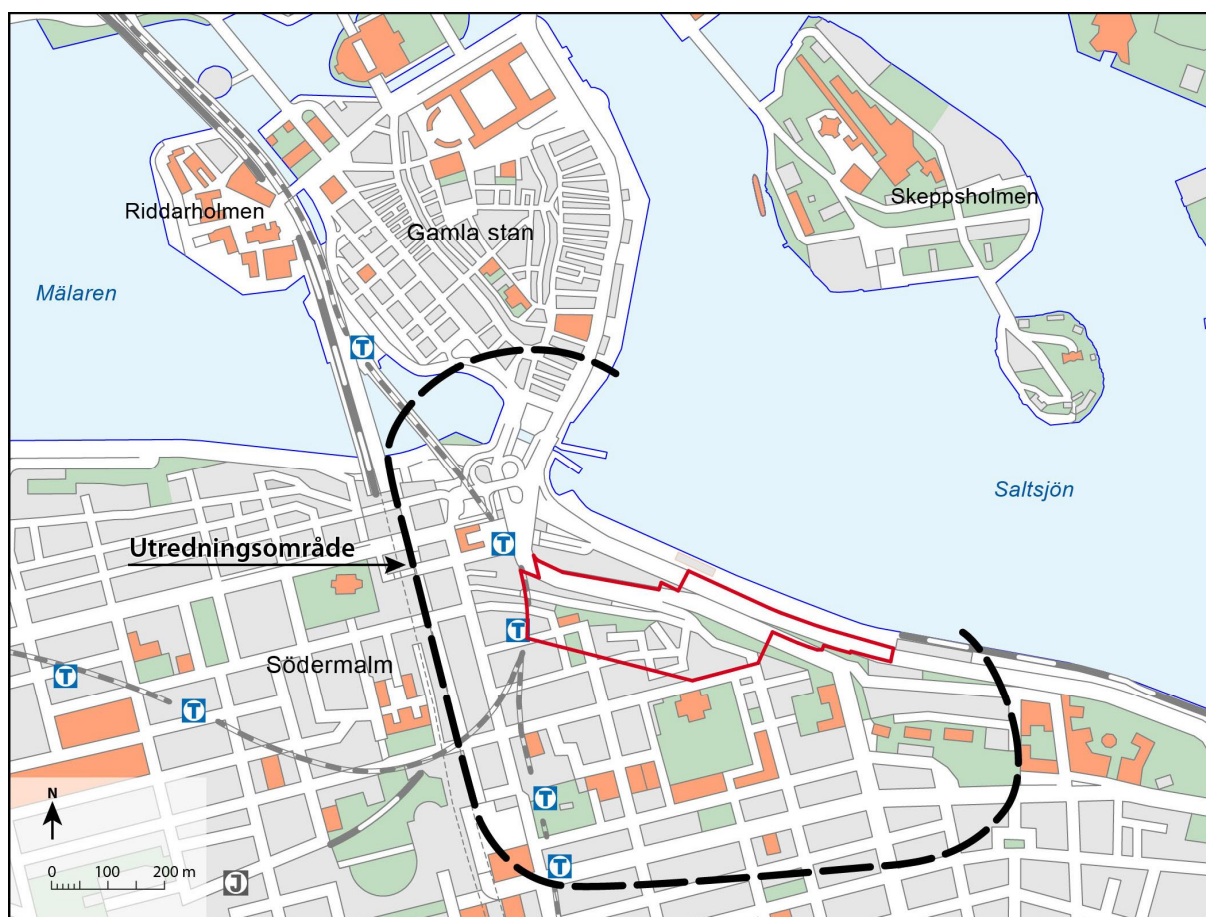 Riddarholmen
Gamla stan
Skeppsholmen
Mälaren
T
Saltsjön
T
Utredningsområde
T
Södermalm
T
T
T
T
N
0 100 200 m
J